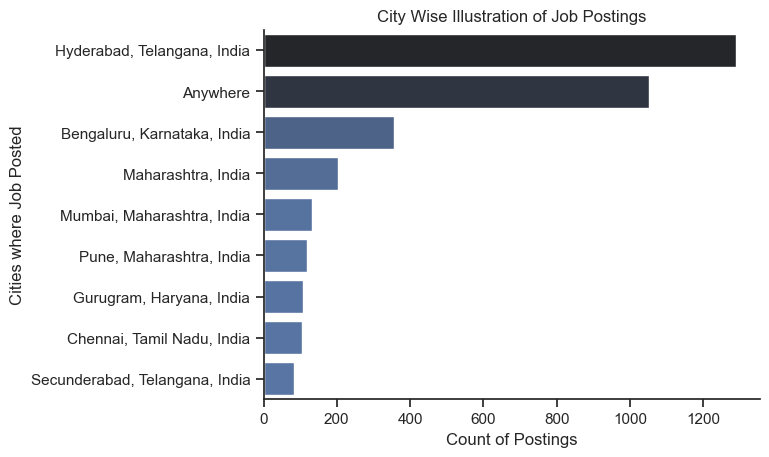 City Wise Illustration of Job Postings
Cities where Job Posted
Hyderabad, Telangana, India
Anywhere
Bengaluru, Karnataka, India
Maharashtra, India
Mumbai, Maharashtra, India
Pune, Maharashtra, India
Gurugram, Haryana, India
Chennai, Tamil Nadu, India
Secunderabad, Telangana, India
0 200 400 600 800 1000 1200
Count of Postings